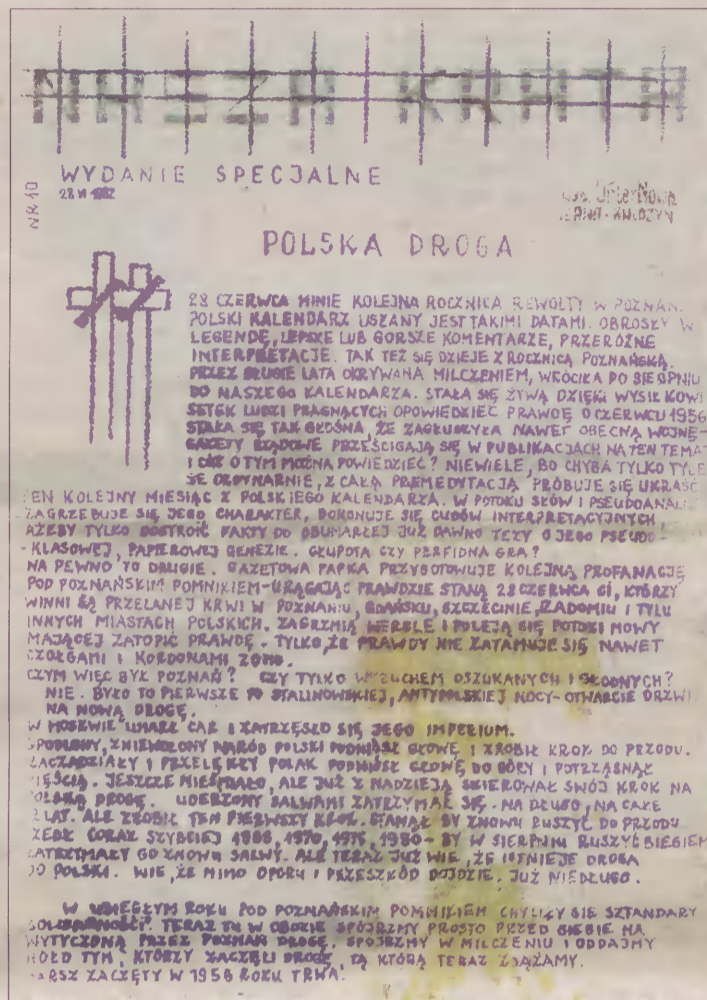 NASZA KRATA
WYDANIE SPECJALNE
28 VI 1982
NR 10
POLSKA DROGA
28 CZERWCA MINIE KOLEJNA ROCZNICA REWOLTY W POZNAN.
POLSKI KALENDARZ USŁANY JEST TAKIMI DATAMI. OBROSŁY W
LEGENDĘ, LEPSZE LUB GORSZE KOMENTARZE, PRZERÓŻNE
INTERPRETACJE. TAK TEŻ SIĘ DZIEJE Z ROCZNICĄ POZNAŃSKĄ.
PRZEZ DŁUGIE LATA OKRYWANA MILCZENIEM, WRÓCIŁA PO SIERPNIU
DO NASZEGO KALENDARZA. STAŁA SIĘ ŻYWĄ DZIĘKI WYSIŁKOWI
SETEK LUDZI PRAGNĄCYCH OPOWIEDZIEĆ PRAWDĘ O CZERWCU 1956
STAŁA SIĘ TAK GŁOŚNA, ŻE ZAGŁUSZYŁA NAWET OBECNĄ WOJNĘ-
GAZETY RZĄDOWE PRZEŚCIGAJĄ SIĘ W PUBLIKACJACH NA TEN TEMAT
I CÓŻ O TYM MOŻNA POWIEDZIEĆ? NIEWIELE, BO CHYBA TYLKO TYLE
ŻE ORDYNARNIE, Z CAŁĄ PREMEDYTACJĄ PRÓBUJE SIĘ UKRAŚĆ
TEN KOLEJNY MIESIĄC Z POLSKIEGO KALENDARZA. W POTOKU SŁÓW I PSEUDOANAL
ZAGRZEBUJE SIĘ JEGO CHARAKTER, DOKONUJE SIĘ CUDÓW INTERPRETACYJNYCH
AŻEBY TYLKO DOSTROIĆ FAKTY DO OBUMARŁEJ JUŻ DAWNO TEZY O JEGO PSEUDO
- KLASOWEJ, PAPIEROWEJ GENEZIE. GŁUPOTA CZY PERFIDNA GRA?
NA PEWNO TO DRUGIE. GAZETOWA PAPKA PRZYGOTOWUJE KOLEJNĄ PROFANACJĘ
POD POZNAŃSKIM POMNIKIEM-URĄGAJĄC PRAWDZIE STANĄ 28 CZERWCA CI, KTÓRZY
WINNI SĄ PRZELANEJ KRWI W POZNANIU, GDAŃSKU, SZCZECINIE, RADOMIU I TYLU
INNYCH MIASTACH POLSKICH. ZAGRZMIĄ WERBLE I POLEJĄ SIĘ POTOKI MOWY
MAJĄCEJ ZATOPIĆ PRAWDĘ. TYLKO, ŻE PRAWDY NIE ZATAMUJE SIĘ NAWET
CZOŁGAMI I KORDONAMI ZOMO.
CZYM WIĘC BYŁ POZNAŃ? CZY TYLKO WYBUCHEM OSZUKANYCH I GŁODNYCH?
NIE. BYŁO TO PIERWSZE PO STALINOWSKIEJ, ANTYPOLSKIEJ NOCY-OTWARCIE DRZWI
NA NOWĄ DROGĘ.
W MOSKWIE UMARŁ CAR I ZATRZĘSŁO SIĘ JEGO IMPERIUM.
SPODLONY, ZNIEWOLONY NARÓD POLSKI PODNIÓSŁ GŁOWĘ I ZROBIŁ KROK DO PRZODU.
ZACZADZIAŁY I PRZELĘKŁY POLAK PODNIÓSŁ GŁOWĘ DO GÓRY I POTRZĄSNĄŁ
PIĘŚCIĄ. JESZCZE NIEŚMIAŁO, ALE JUŻ Z NADZIEJĄ SKIEROWAŁ SWÓJ KROK NA
POLSKĄ DROGĘ. UDERZONY SALWAMI ZATRZYMAŁ SIĘ. NA DŁUGO, NA CAŁE
LAT. ALE ZROBIŁ TEN PIERWSZY KROK. STANĄŁ BY ZNOWU RUSZYĆ DO PRZODU
SZEDŁ CORAZ SZYBCIEJ 1968, 1970, 1976, 1980 - BY W SIERPNIU RUSZYĆ BIEGIEM
ZATRZYMAŁY GO ZNOWU SALWY. ALE TERAZ JUŻ WIE, ŻE ISTNIEJE DROGA
DO POLSKI. WIE, ŻE MIMO OPORU I PRZESZKÓD DOJDZIE. JUŻ NIEDŁUGO.
W UBIEGŁYM ROKU POD POZNAŃSKIM POMNIKIEM CHYLIŁY SIĘ SZTANDARY
SOLIDARNOŚCI. TERAZ TU W OBOZIE SPÓJRZMY PROSTO PRZED SIEBIE NA
WYTYCZONĄ PRZEZ POZNAŃ DROGĘ. SPÓJRZMY W MILCZENIU I ODDAJMY
HOŁD TYM, KTÓRZY ZACZĘLI DROGĘ, TĄ KTÓRĄ TERAZ ZDĄŻAMY.
MARSZ ZACZĘTY W 1956 ROKU TRWA.